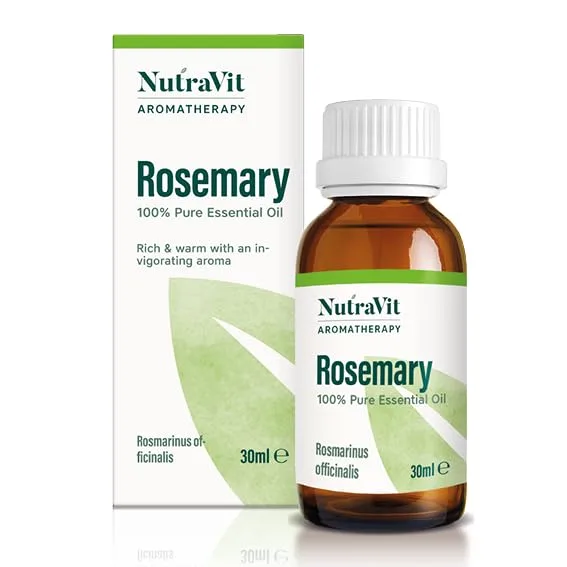 NutraVit
AROMATHERAPY
Rosemary
100% Pure Essential Oil
Rich & warm with an in-
vigorating aroma
Rosmarinus of-
ficinalis
30ml ℮
NutraVit
AROMATHERAPY
Rosemary
100% Pure Essential Oil
Rosmarinus
officinalis
30ml ℮